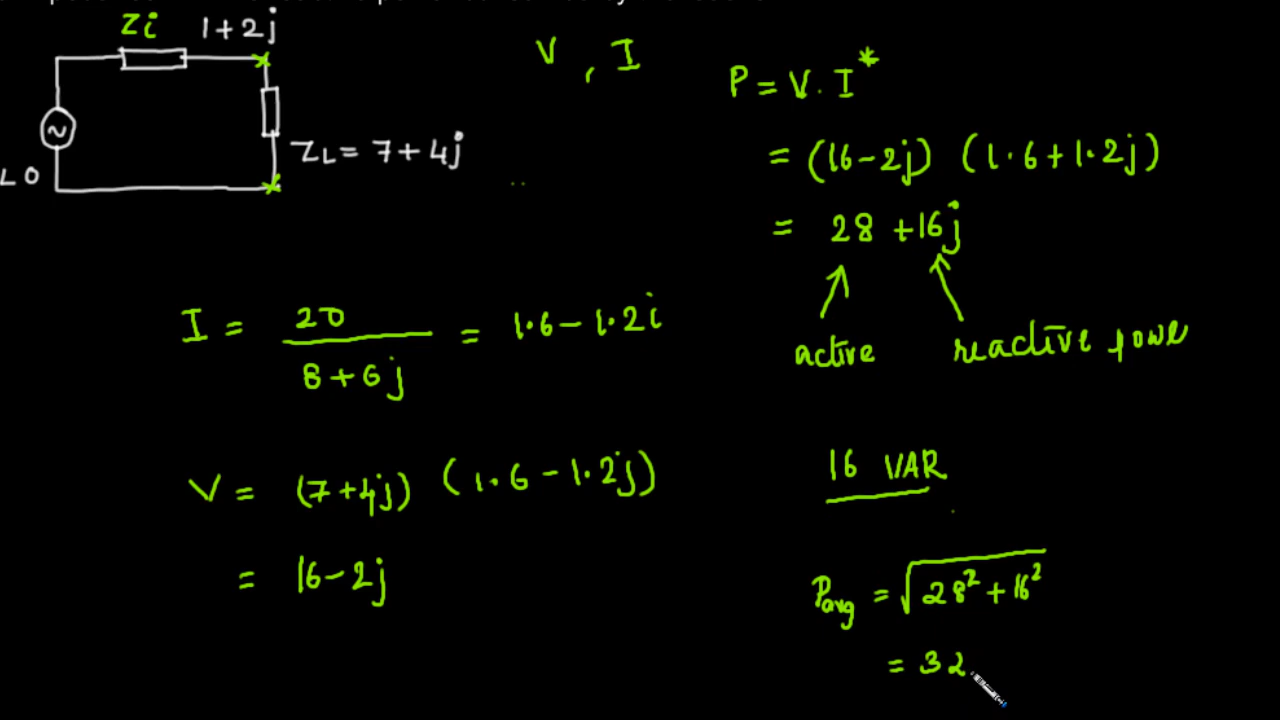 Zi 1+2j
V , I
P = V . I*
= (16-2j) (1.6+1.2j)
∠0
ZL = 7+4j
= 28 +16j
I = 20 / 8+6j = 1.6-1.2i
active reactive powe
V = (7+4j) (1.6-1.2j)
16 VAR
= 16-2j
Pavg = √28²+16²
= 32.